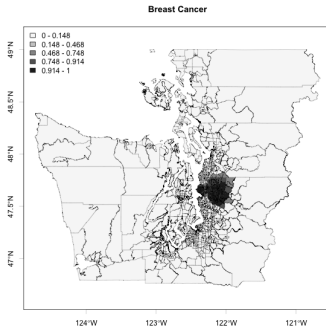 Breast Cancer
0 - 0.148
0.148 - 0.468
0.468 - 0.748
0.748 - 0.914
0.914 - 1
49°N
48.5°N
48°N
47.5°N
47°N
124°W
123°W
122°W
121°W